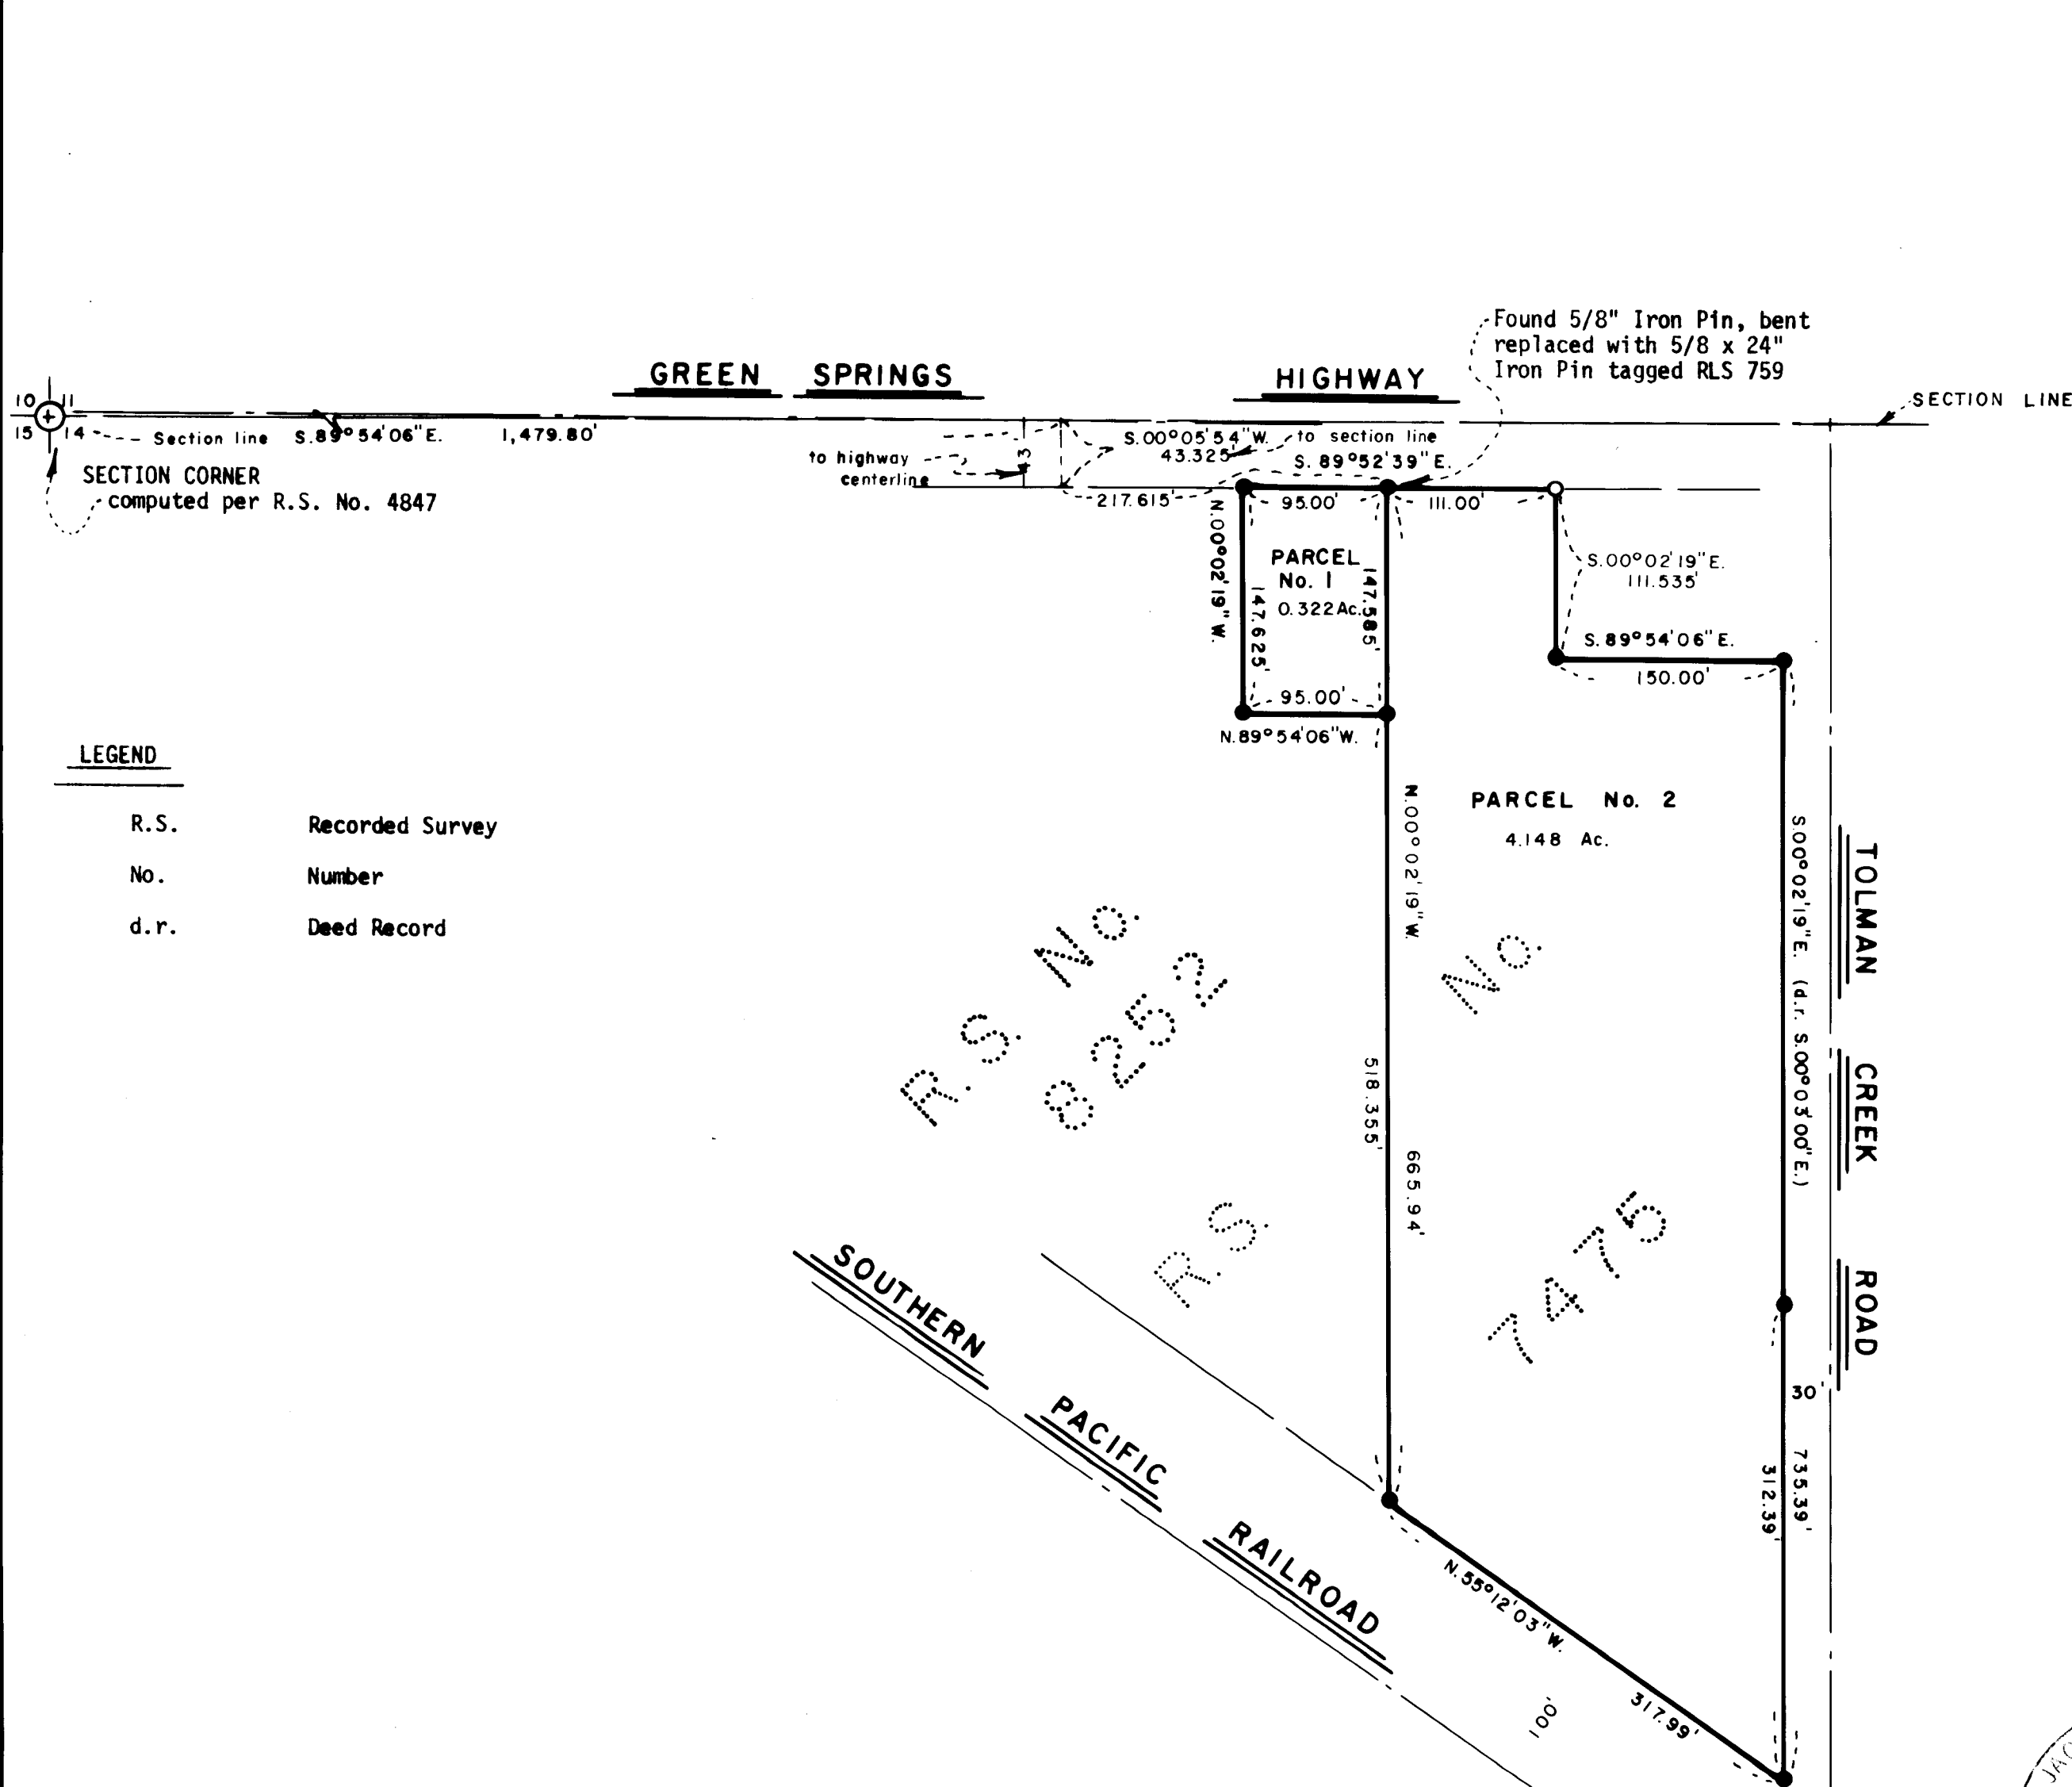 Found 5/8" Iron Pin, bent
replaced with 5/8 x 24"
Iron Pin tagged RLS 759
GREEN SPRINGS HIGHWAY
SECTION LINE
10 11
15 14
Section line S.89°54'06"E. 1,479.80'
SECTION CORNER
computed per R.S. No. 4847
S.00°05'54"W. to section line
43.325'
to highway
centerline
43
S. 89°52'39"E.
217.615'
95.00'
111.00'
N.00°02'19"W.
147.625'
PARCEL
No. 1
0.322 Ac.
147.585'
S.00°02'19"E.
111.535'
S.89°54'06"E.
150.00'
95.00'
N.89°54'06"W.
LEGEND
R.S. Recorded Survey
No. Number
d.r. Deed Record
PARCEL No. 2
4.148 Ac.
N.00°02'19"W.
518.355'
665.94'
S.00°02'19"E. (d.r. S.00°03'00"E.)
TOLMAN CREEK ROAD
R.S. No.
8252
R.S. No.
7475
30'
735.39'
312.39'
SOUTHERN PACIFIC RAILROAD
N.55°12'03"W.
317.99'
100'